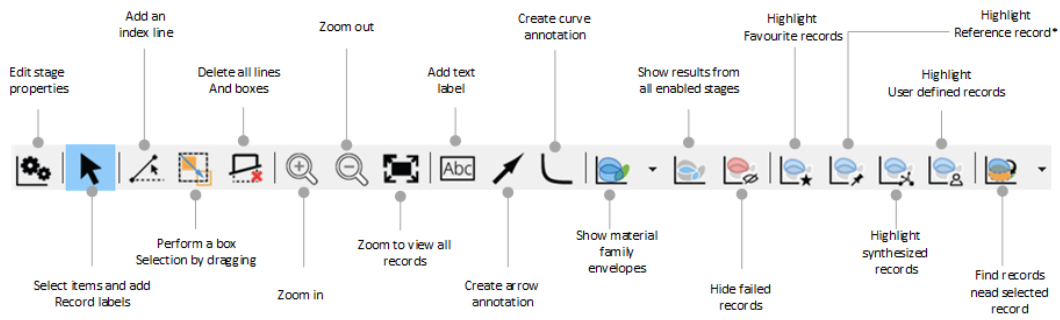 Add an
index line
Zoom out
Create curve
annotation
Highlight
Favourite records
Highlight
Reference record*
Edit stage
properties
Delete all lines
And boxes
Add text
label
Show results from
all enabled stages
Highlight
User defined records
Abc
Perform a box
Selection by dragging
Zoom to view all
records
Show material
family
envelopes
Highlight
synthesized
records
Select items and add
Record labels
Zoom in
Create arrow
annotation
Hide failed
records
Find records
nead selected
record